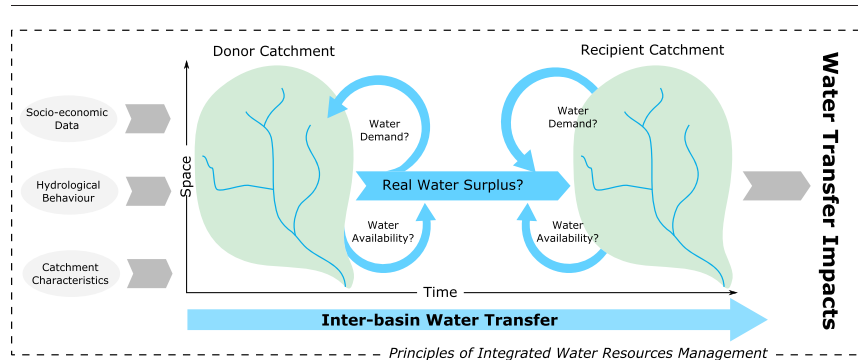 Donor Catchment
Recipient Catchment
Socio-economic
Data
Hydrological
Behaviour
Catchment
Characteristics
Space
Water
Demand?
Real Water Surplus?
Water
Availability?
Water
Demand?
Water
Availability?
Time
Inter-basin Water Transfer
Water Transfer Impacts
Principles of Integrated Water Resources Management